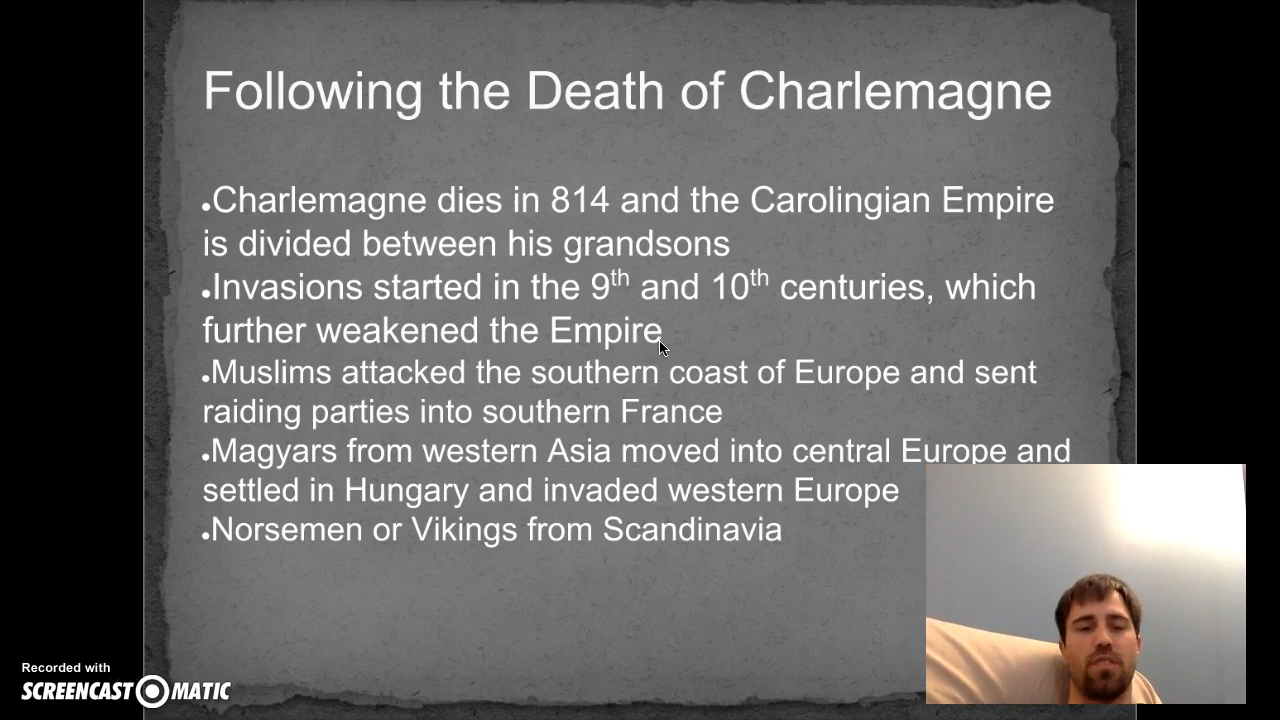 Following the Death of Charlemagne
•Charlemagne dies in 814 and the Carolingian Empire
is divided between his grandsons
•Invasions started in the 9th and 10th centuries, which
further weakened the Empire
•Muslims attacked the southern coast of Europe and sent
raiding parties into southern France
•Magyars from western Asia moved into central Europe and
settled in Hungary and invaded western Europe
•Norsemen or Vikings from Scandinavia
Recorded with
SCREENCAST MATIC